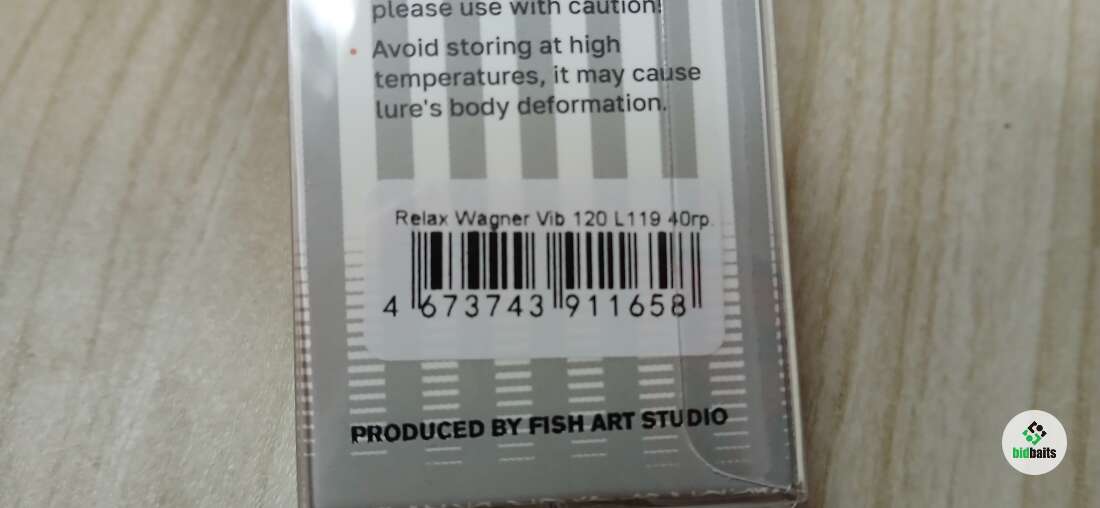 please use with caution!
• Avoid storing at high
temperatures, it may cause
lure's body deformation.
Relax Wagner Vib 120 L119 40гр.
4 673743 911658
PRODUCED BY FISH ART STUDIO
bidbaits